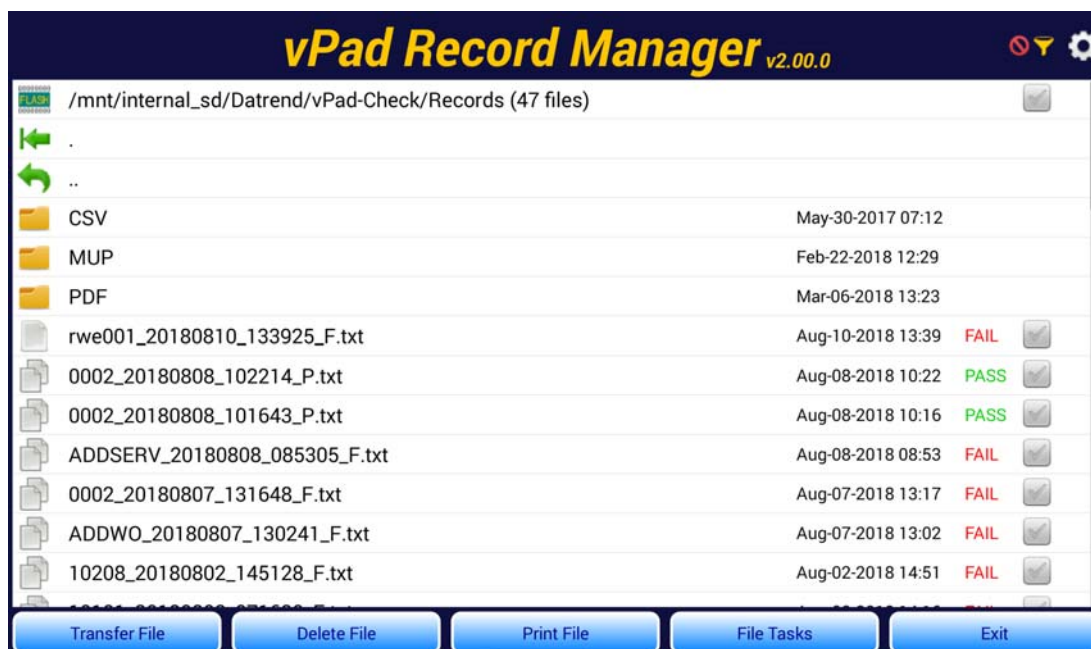 vPad Record Manager v2.00.0
FLASH /mnt/internal_sd/Datrend/vPad-Check/Records (47 files)
.
..
CSV May-30-2017 07:12
MUP Feb-22-2018 12:29
PDF Mar-06-2018 13:23
rwe001_20180810_133925_F.txt Aug-10-2018 13:39 FAIL
0002_20180808_102214_P.txt Aug-08-2018 10:22 PASS
0002_20180808_101643_P.txt Aug-08-2018 10:16 PASS
ADDSERV_20180808_085305_F.txt Aug-08-2018 08:53 FAIL
0002_20180807_131648_F.txt Aug-07-2018 13:17 FAIL
ADDWO_20180807_130241_F.txt Aug-07-2018 13:02 FAIL
10208_20180802_145128_F.txt Aug-02-2018 14:51 FAIL
Transfer File Delete File Print File File Tasks Exit